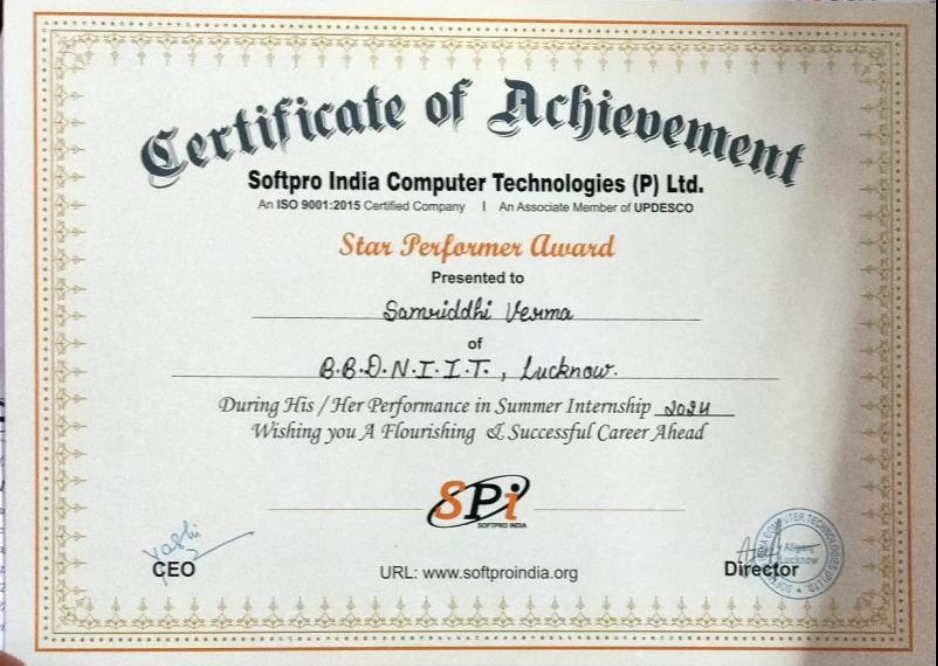 Certificate of Achievement
Softpro India Computer Technologies (P) Ltd.
An ISO 9001:2015 Certified Company | An Associate Member of UPDESCO
Star Performer Award
Presented to
Samriddhi Verma
of
B.B.D.N.I.I.T., Lucknow.
During His / Her Performance in Summer Internship 2024
Wishing you A Flourishing & Successful Career Ahead
SPi
SOFTPRO INDIA
Yashi
CEO
URL: www.softproindia.org
Director
COMPUTER TECHNOLOGIES (P) LTD.
Aliganj
Lucknow